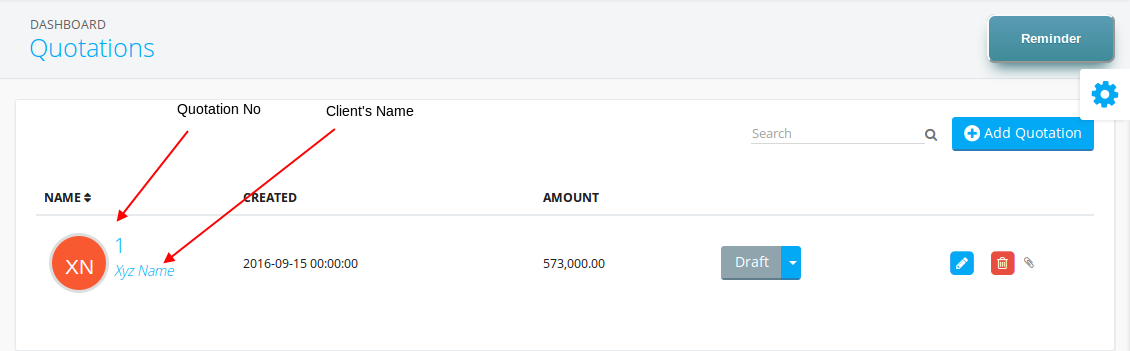 DASHBOARD
Quotations
Reminder
Quotation No
Client's Name
Search
Add Quotation
NAME CREATED AMOUNT
XN
1
Xyz Name
2016-09-15 00:00:00
573,000.00
Draft